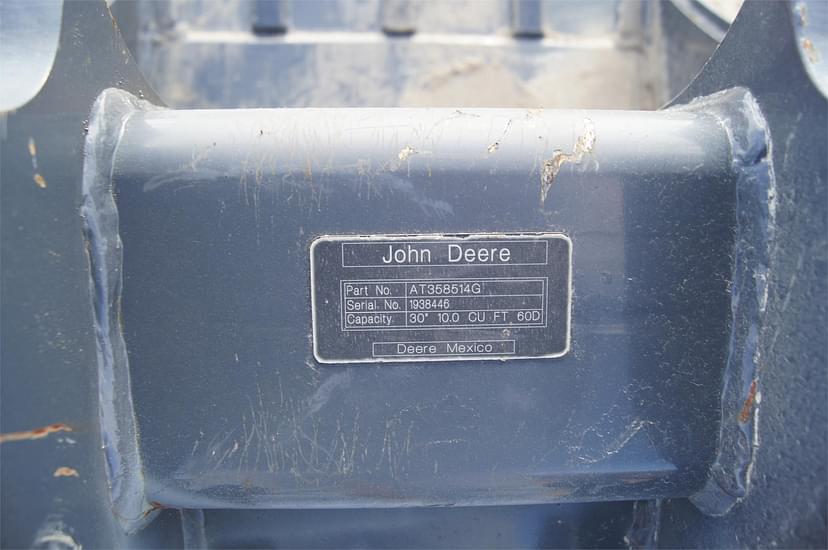 John Deere
Part No. AT358514G
Serial. No. 1938446
Capacity 30" 10.0 CU FT 60D
Deere Mexico